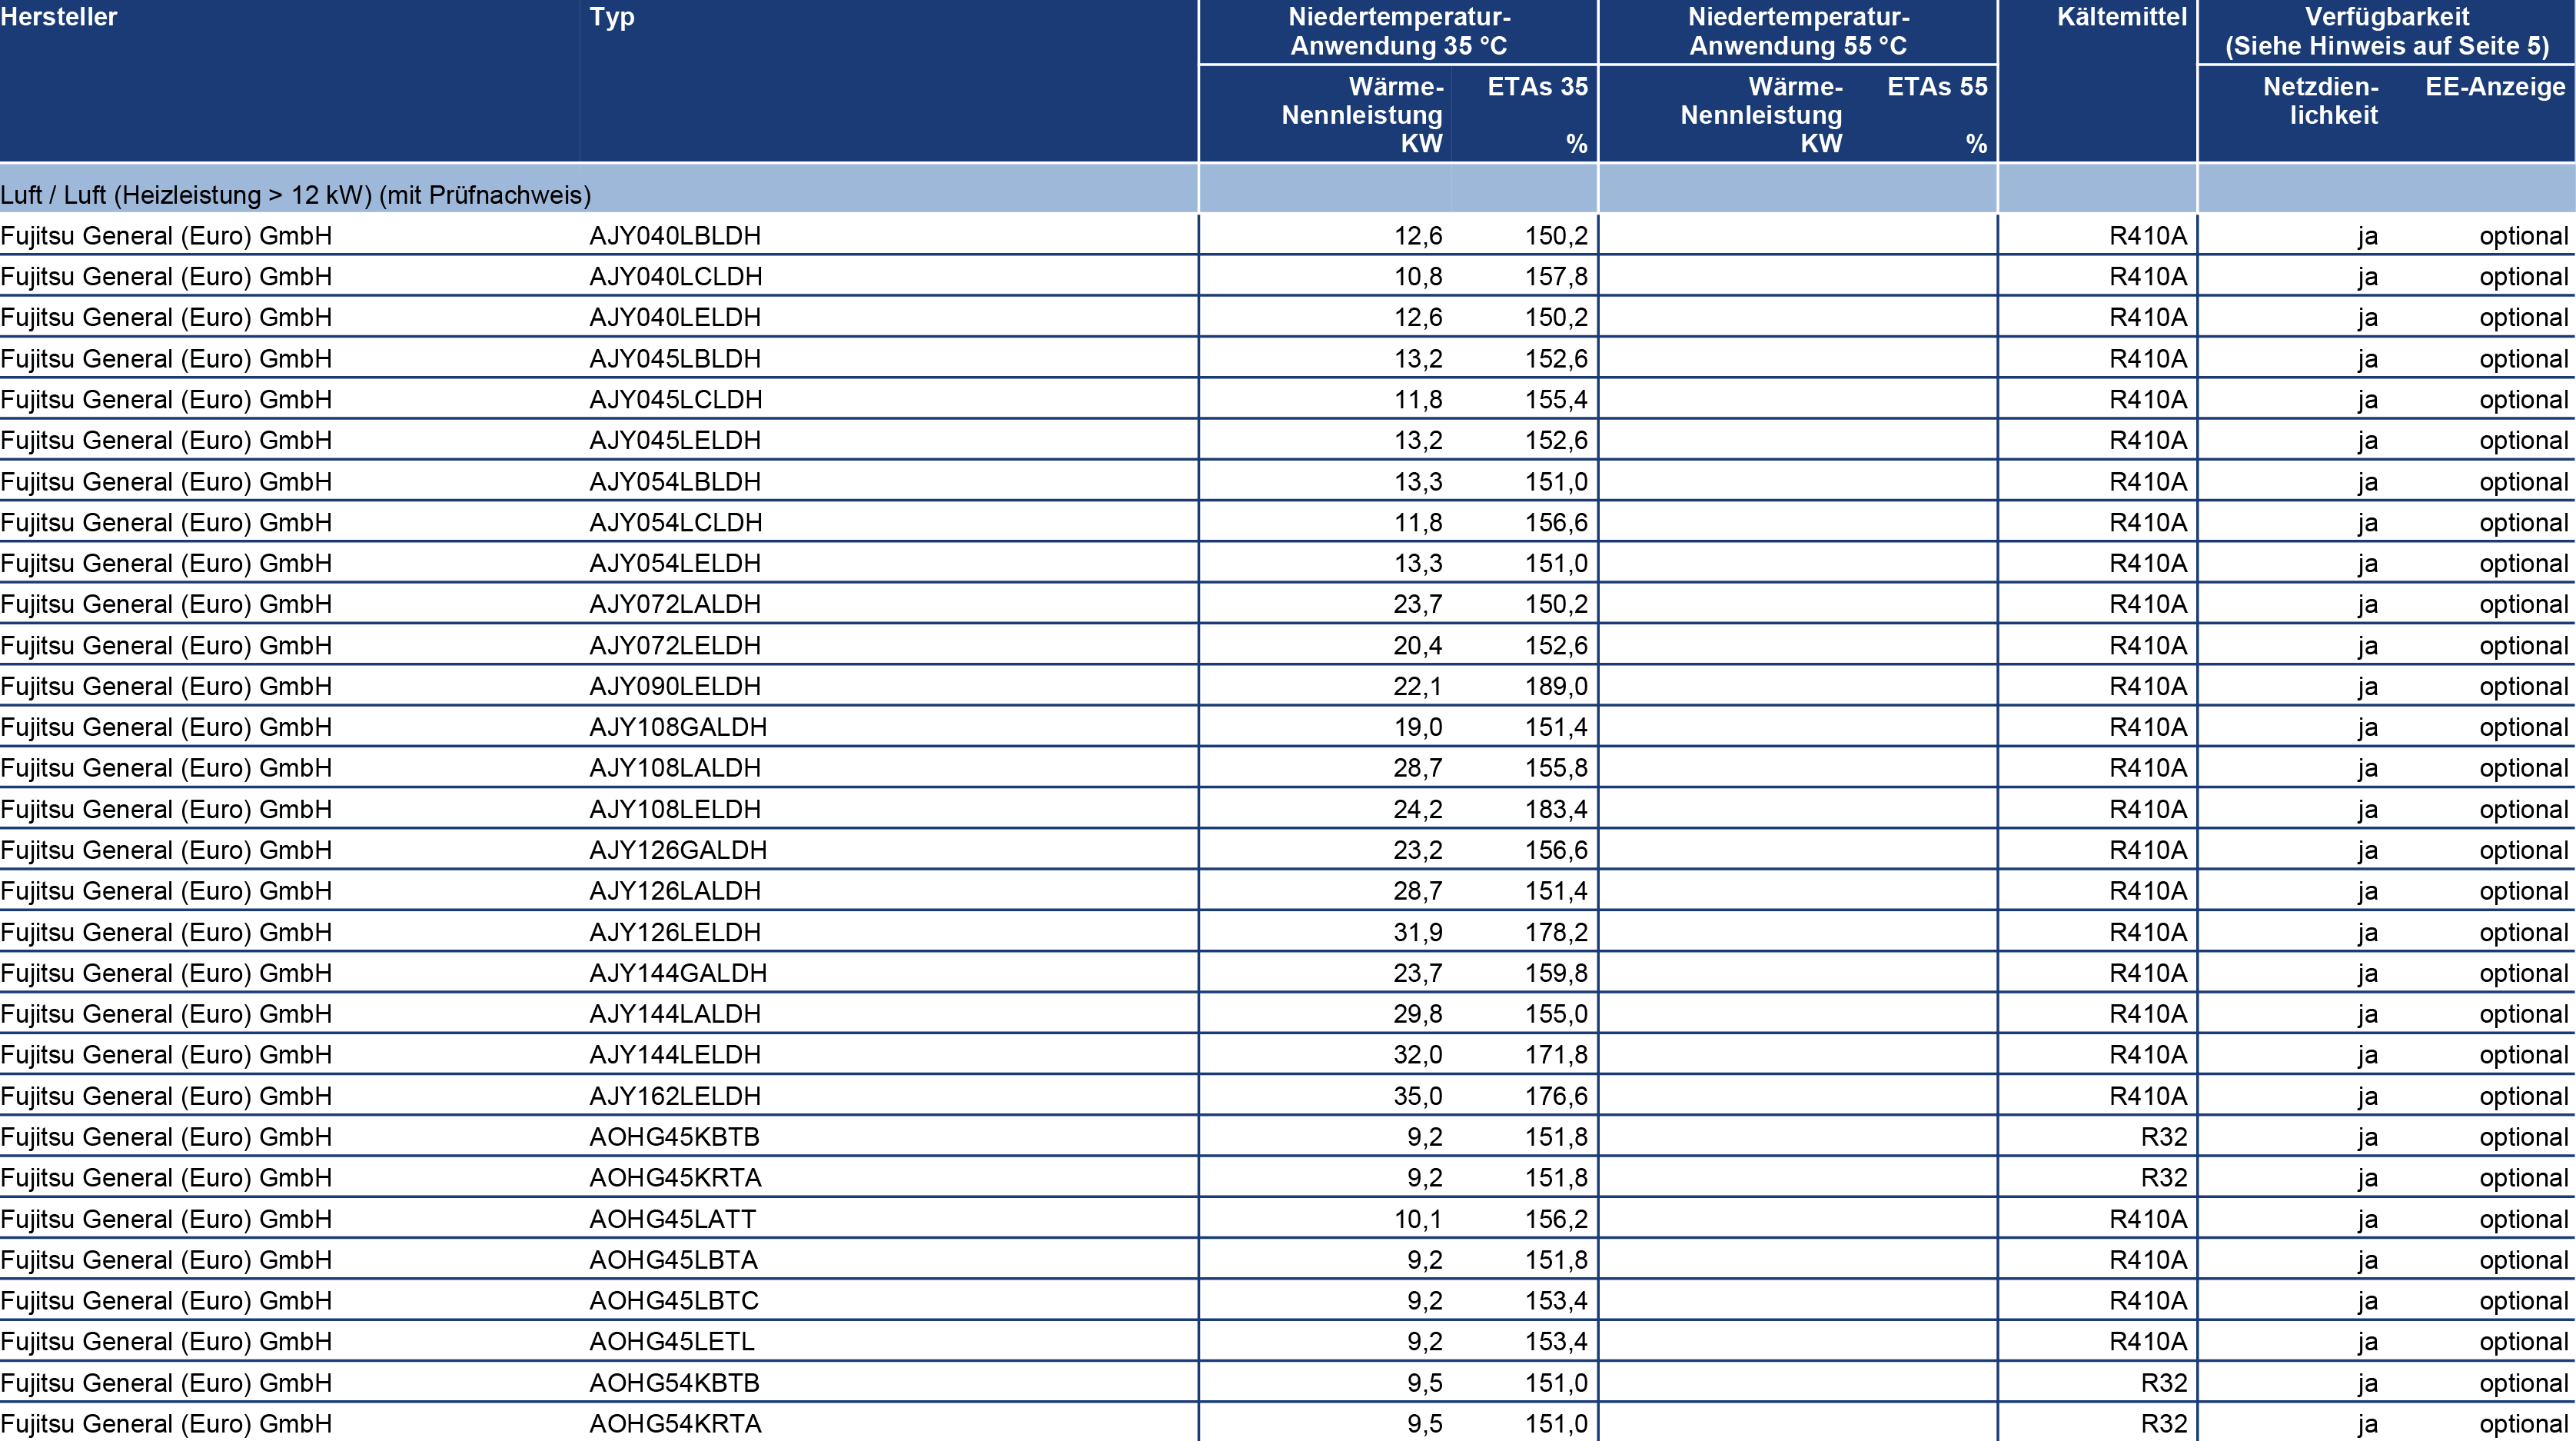 Hersteller Typ Niedertemperatur- Niedertemperatur- Kältemittel Verfügbarkeit
Anwendung 35 °C Anwendung 55 °C (Siehe Hinweis auf Seite 5)
Wärme- ETAs 35 Wärme- ETAs 55 Netzdien- EE-Anzeige
Nennleistung Nennleistung lichkeit
KW % KW %
Luft / Luft (Heizleistung > 12 kW) (mit Prüfnachweis)
Fujitsu General (Euro) GmbH AJY040LBLDH 12,6 150,2 R410A ja optional
Fujitsu General (Euro) GmbH AJY040LCLDH 10,8 157,8 R410A ja optional
Fujitsu General (Euro) GmbH AJY040LELDH 12,6 150,2 R410A ja optional
Fujitsu General (Euro) GmbH AJY045LBLDH 13,2 152,6 R410A ja optional
Fujitsu General (Euro) GmbH AJY045LCLDH 11,8 155,4 R410A ja optional
Fujitsu General (Euro) GmbH AJY045LELDH 13,2 152,6 R410A ja optional
Fujitsu General (Euro) GmbH AJY054LBLDH 13,3 151,0 R410A ja optional
Fujitsu General (Euro) GmbH AJY054LCLDH 11,8 156,6 R410A ja optional
Fujitsu General (Euro) GmbH AJY054LELDH 13,3 151,0 R410A ja optional
Fujitsu General (Euro) GmbH AJY072LALDH 23,7 150,2 R410A ja optional
Fujitsu General (Euro) GmbH AJY072LELDH 20,4 152,6 R410A ja optional
Fujitsu General (Euro) GmbH AJY090LELDH 22,1 189,0 R410A ja optional
Fujitsu General (Euro) GmbH AJY108GALDH 19,0 151,4 R410A ja optional
Fujitsu General (Euro) GmbH AJY108LALDH 28,7 155,8 R410A ja optional
Fujitsu General (Euro) GmbH AJY108LELDH 24,2 183,4 R410A ja optional
Fujitsu General (Euro) GmbH AJY126GALDH 23,2 156,6 R410A ja optional
Fujitsu General (Euro) GmbH AJY126LALDH 28,7 151,4 R410A ja optional
Fujitsu General (Euro) GmbH AJY126LELDH 31,9 178,2 R410A ja optional
Fujitsu General (Euro) GmbH AJY144GALDH 23,7 159,8 R410A ja optional
Fujitsu General (Euro) GmbH AJY144LALDH 29,8 155,0 R410A ja optional
Fujitsu General (Euro) GmbH AJY144LELDH 32,0 171,8 R410A ja optional
Fujitsu General (Euro) GmbH AJY162LELDH 35,0 176,6 R410A ja optional
Fujitsu General (Euro) GmbH AOHG45KBTB 9,2 151,8 R32 ja optional
Fujitsu General (Euro) GmbH AOHG45KRTA 9,2 151,8 R32 ja optional
Fujitsu General (Euro) GmbH AOHG45LATT 10,1 156,2 R410A ja optional
Fujitsu General (Euro) GmbH AOHG45LBTA 9,2 151,8 R410A ja optional
Fujitsu General (Euro) GmbH AOHG45LBTC 9,2 153,4 R410A ja optional
Fujitsu General (Euro) GmbH AOHG45LETL 9,2 153,4 R410A ja optional
Fujitsu General (Euro) GmbH AOHG54KBTB 9,5 151,0 R32 ja optional
Fujitsu General (Euro) GmbH AOHG54KRTA 9,5 151,0 R32 ja optional